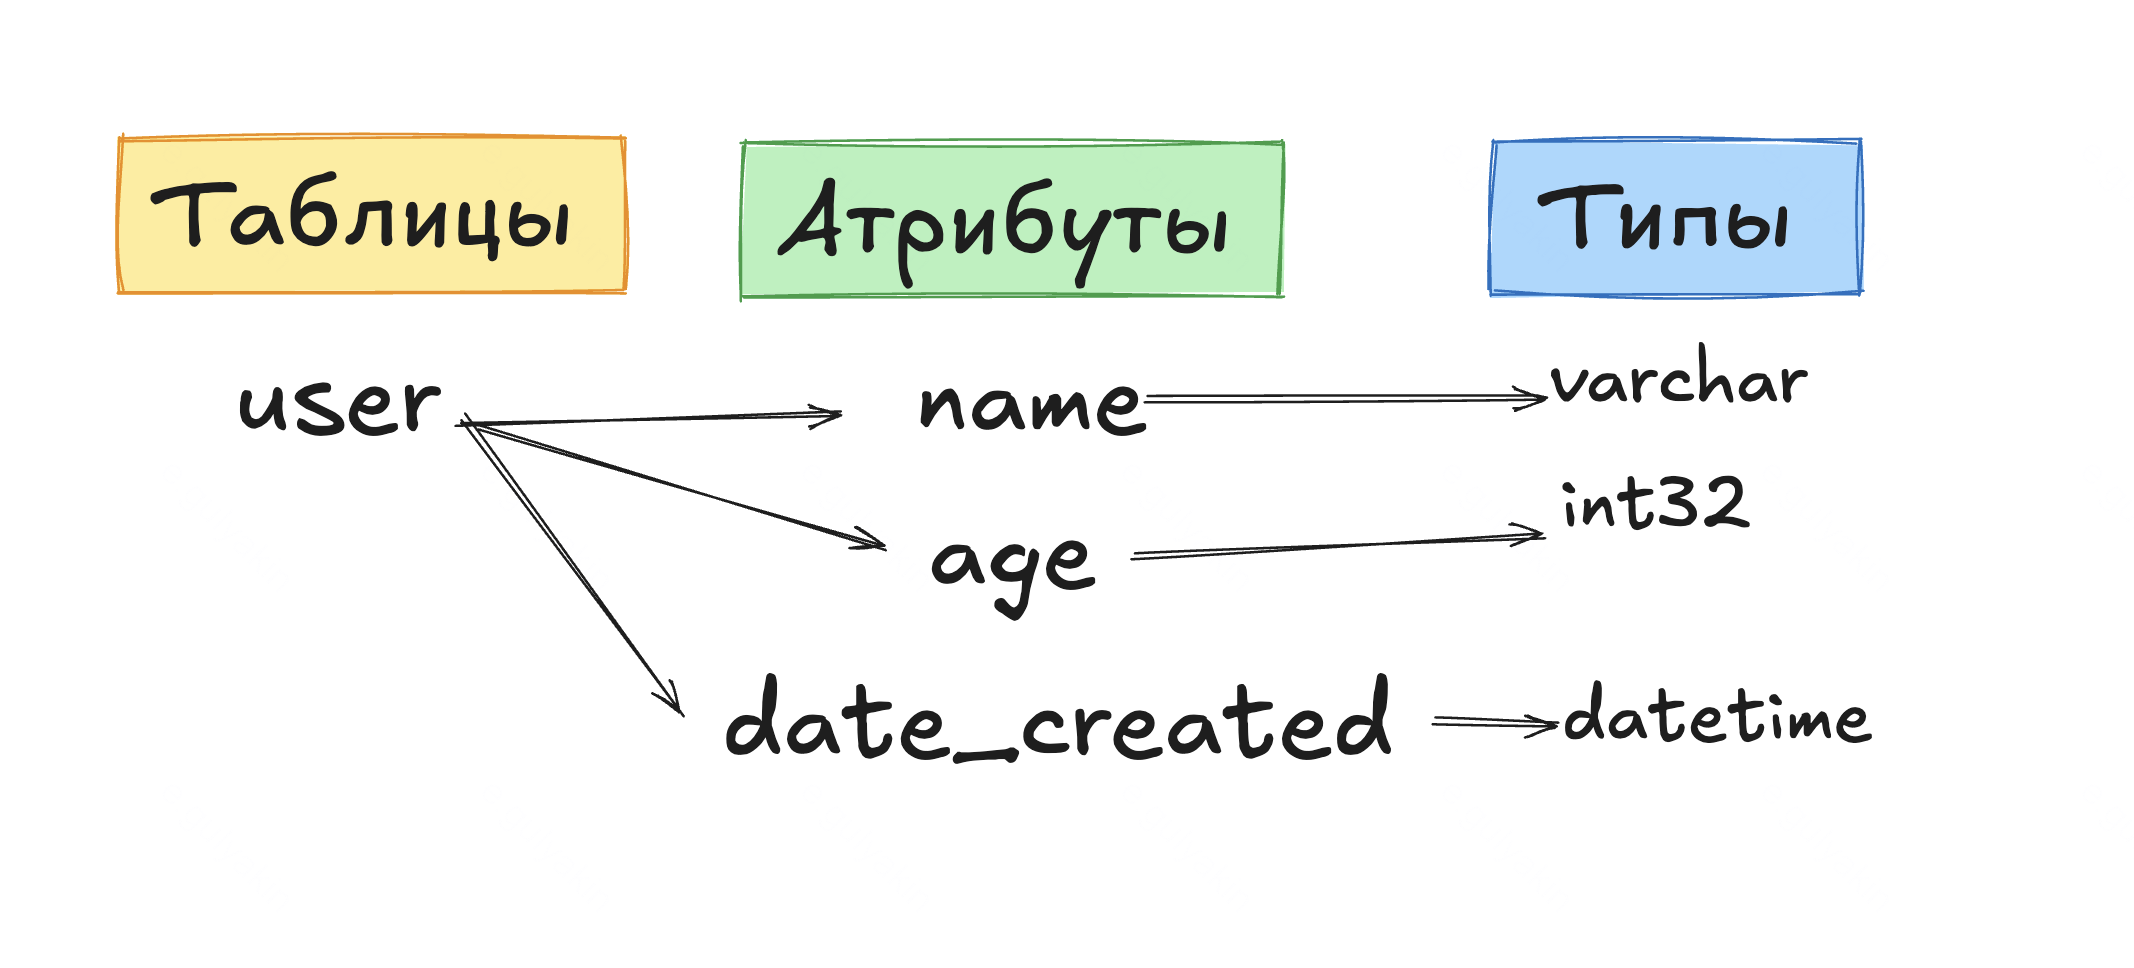 Таблицы Атрибуты Типы
user name varchar
age int32
date_created datetime